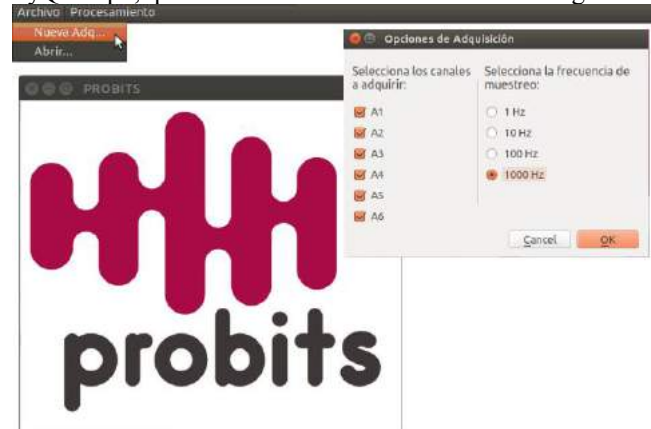 Archivo Procesamiento
Nueva Adq...
Abrir...
PROBITS
probits
Opciones de Adquisición
Selecciona los canales a adquirir:
A1
A2
A3
A4
A5
A6
Selecciona la frecuencia de muestreo:
1 Hz
10 Hz
100 Hz
1000 Hz
Cancel
OK